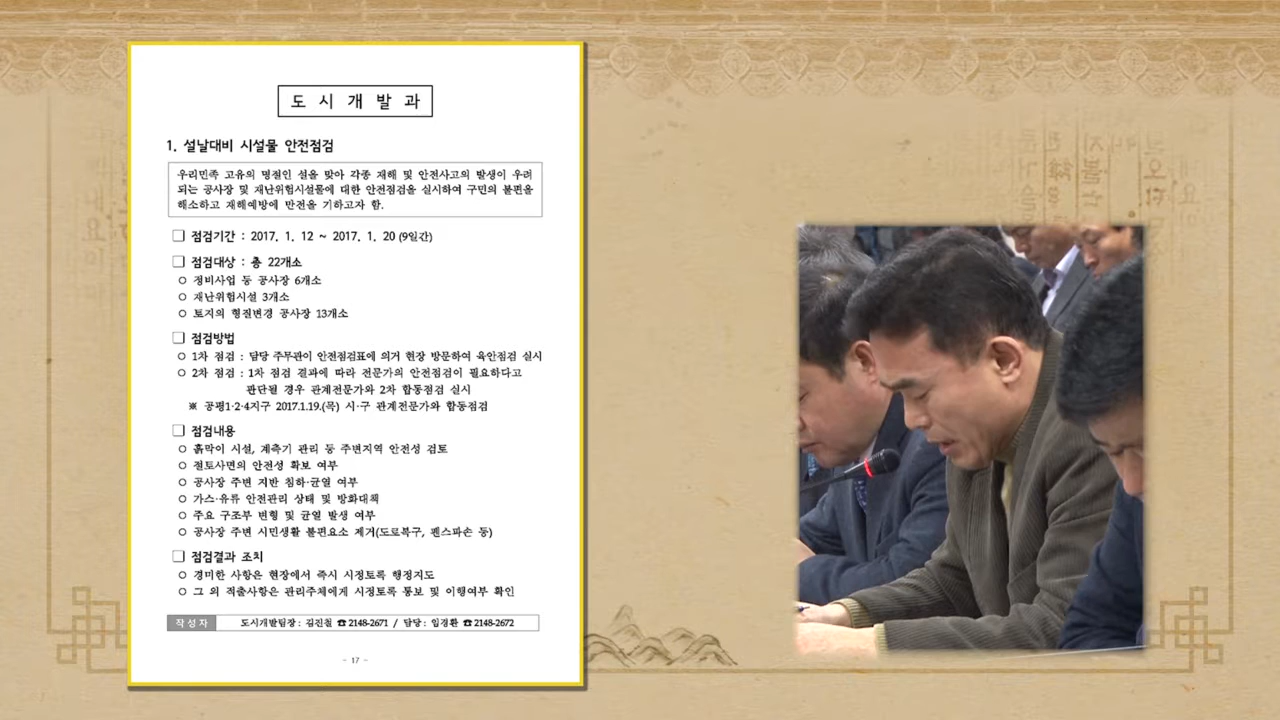 도 시 개 발 과
1. 설날대비 시설물 안전점검
우리민족 고유의 명절인 설을 맞아 각종 재해 및 안전사고의 발생이 우려
되는 공사장 및 재난위험시설물에 대한 안전점검을 실시하여 구민의 불편을
해소하고 재해예방에 만전을 기하고자 함.
□ 점검기간 : 2017. 1. 12 ~ 2017. 1. 20 (9일간)
□ 점검대상 : 총 22개소
○ 정비사업 등 공사장 6개소
○ 재난위험시설 3개소
○ 토지의 형질변경 공사장 13개소
□ 점검방법
○ 1차 점검 : 담당 주무관이 안전점검표에 의거 현장 방문하여 육안점검 실시
○ 2차 점검 : 1차 점검 결과에 따라 전문가의 안전점검이 필요하다고
판단될 경우 관계전문가와 2차 합동점검 실시
※ 공평1·2·4지구 2017.1.19.(목) 시·구 관계전문가와 합동점검
□ 점검내용
○ 흙막이 시설, 계측기 관리 등 주변지역 안전성 검토
○ 절토사면의 안전성 확보 여부
○ 공사장 주변 지반 침하·균열 여부
○ 가스·유류 안전관리 상태 및 방화대책
○ 주요 구조부 변형 및 균열 발생 여부
○ 공사장 주변 시민생활 불편요소 제거(도로복구, 펜스파손 등)
□ 점검결과 조치
○ 경미한 사항은 현장에서 즉시 시정토록 행정지도
○ 그 외 적출사항은 관리주체에게 시정토록 통보 및 이행여부 확인
작성자 도시개발팀장 : 김진철 ☎ 2148-2671 / 담당 : 임경환 ☎ 2148-2672
- 17 -